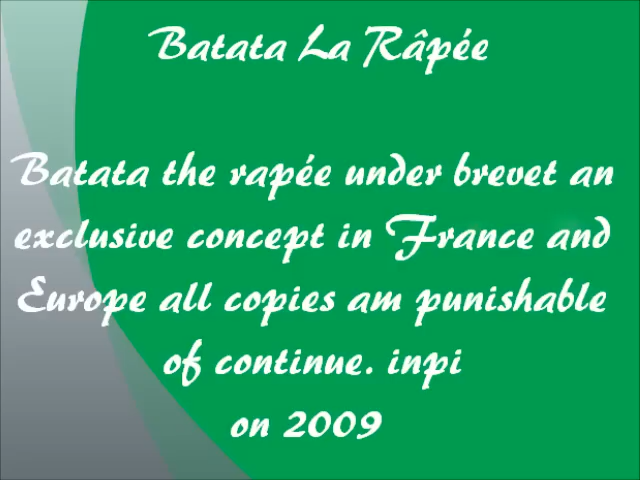 Batata La Râpée
Batata the rapée under brevet an
exclusive concept in France and
Europe all copies am punishable
of continue. inpi
on 2009